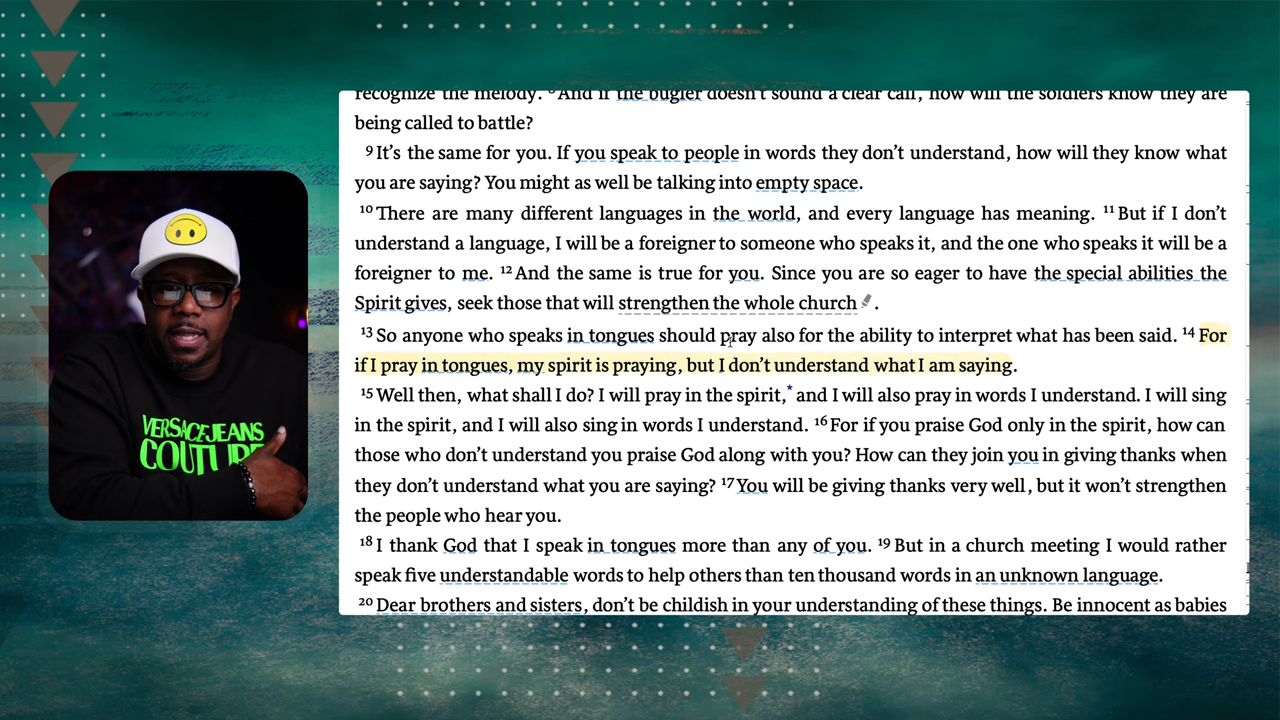 VERSACE JEANS
COUTURE
recognize the melody. 8 And if the bugler doesn't sound a clear call, how will the soldiers know they are
being called to battle?
9 It's the same for you. If you speak to people in words they don't understand, how will they know what
you are saying? You might as well be talking into empty space.
10 There are many different languages in the world, and every language has meaning. 11 But if I don't
understand a language, I will be a foreigner to someone who speaks it, and the one who speaks it will be a
foreigner to me. 12 And the same is true for you. Since you are so eager to have the special abilities the
Spirit gives, seek those that will strengthen the whole church.
13 So anyone who speaks in tongues should pray also for the ability to interpret what has been said. 14 For
if I pray in tongues, my spirit is praying, but I don't understand what I am saying.
15 Well then, what shall I do? I will pray in the spirit,* and I will also pray in words I understand. I will sing
in the spirit, and I will also sing in words I understand. 16 For if you praise God only in the spirit, how can
those who don't understand you praise God along with you? How can they join you in giving thanks when
they don't understand what you are saying? 17 You will be giving thanks very well, but it won't strengthen
the people who hear you.
18 I thank God that I speak in tongues more than any of you. 19 But in a church meeting I would rather
speak five understandable words to help others than ten thousand words in an unknown language.
20 Dear brothers and sisters, don't be childish in your understanding of these things. Be innocent as babies